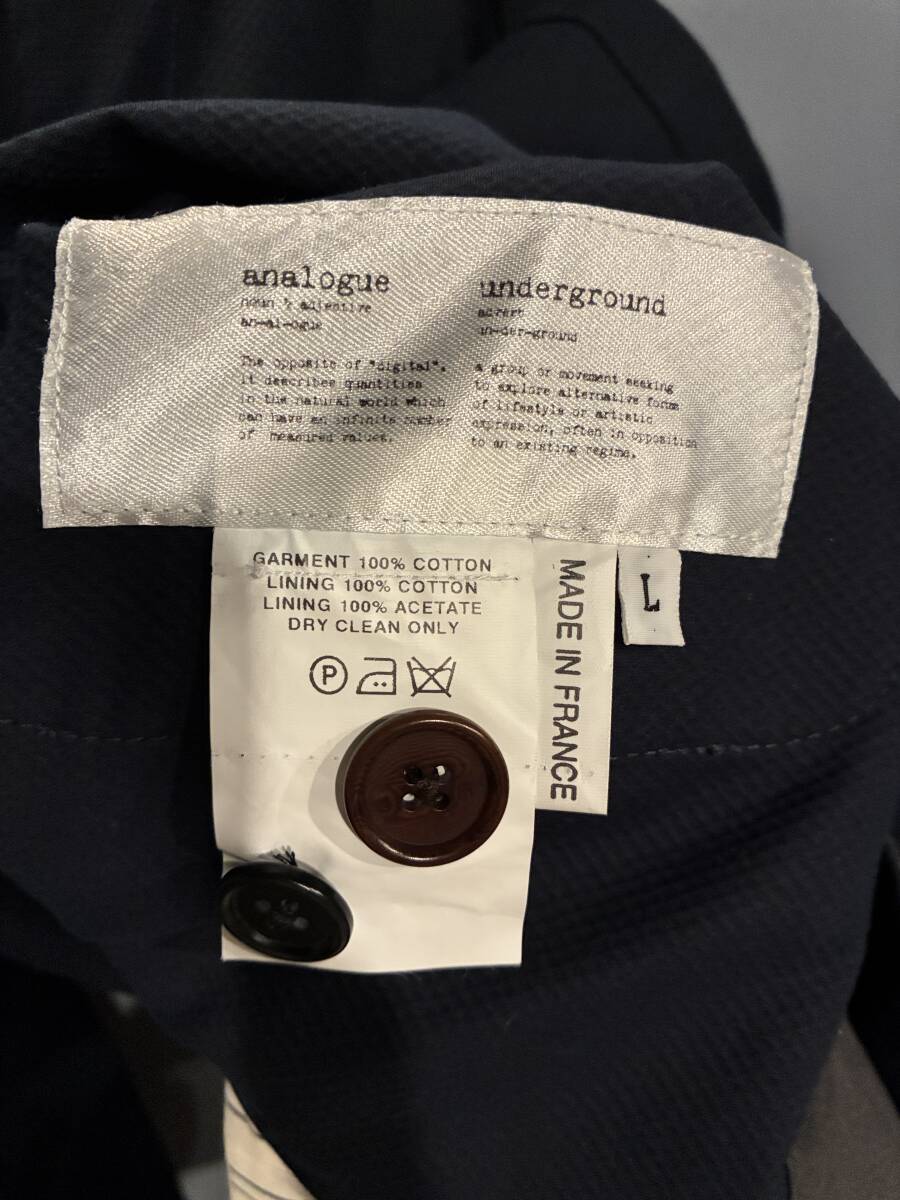 analogue
noun & adjective
an-al-ogue
The opposite of "digital".
it describes quantities
in the natural world which
can have an infinite number
of measured values.
underground
advert
un-der-ground
a group or movement seeking
to explore alternative forms
of lifestyle or artistic
expression, often in opposition
to an existing regime.
GARMENT 100% COTTON
LINING 100% COTTON
LINING 100% ACETATE
DRY CLEAN ONLY
P
MADE IN FRANCE
L